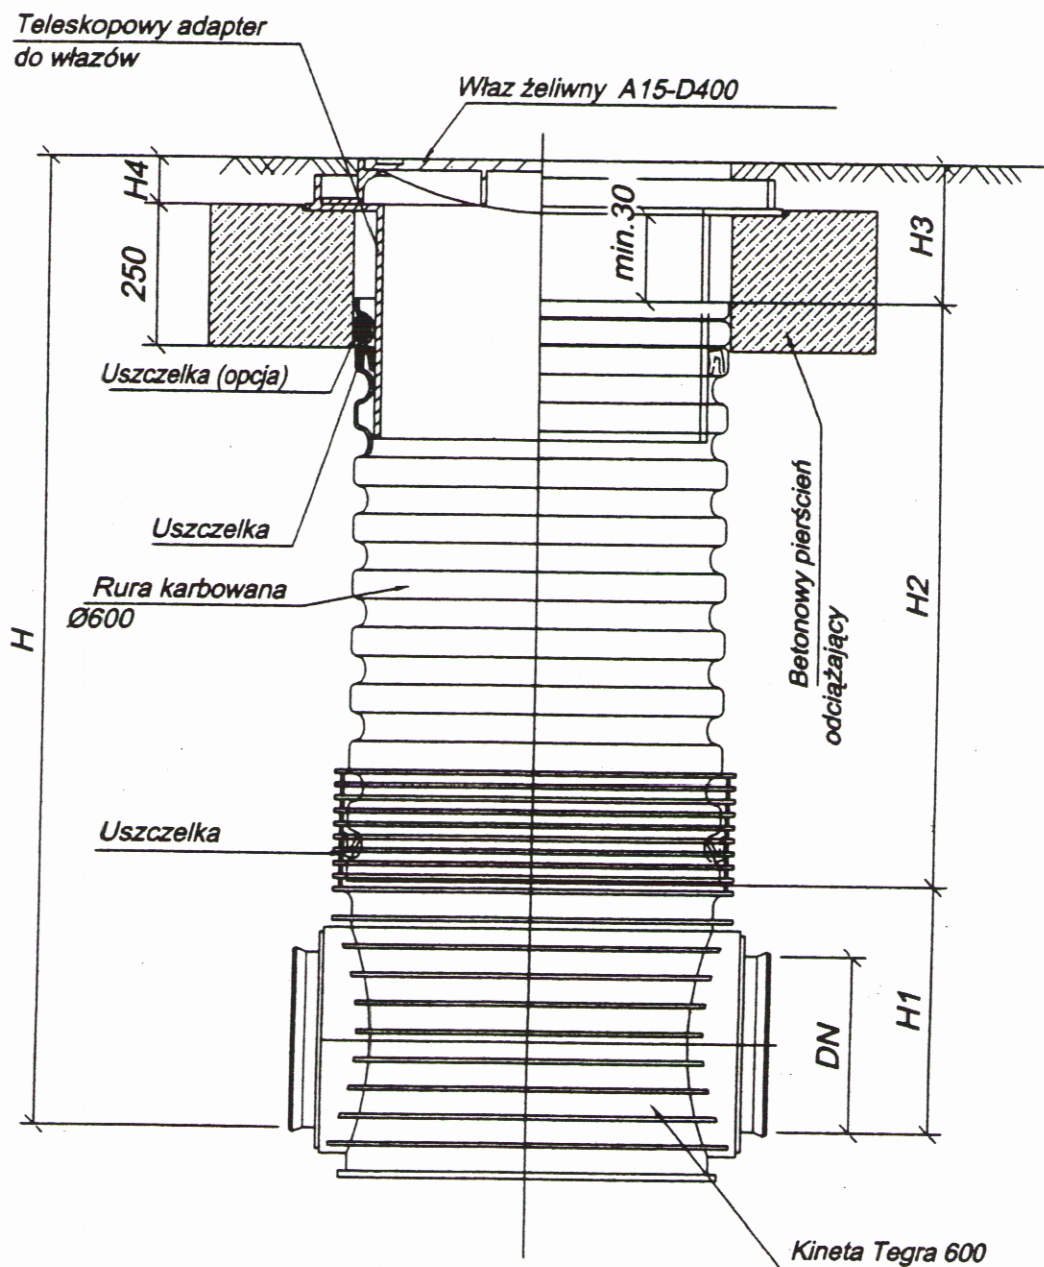 Teleskopowy adapter
do włazów
Właz żeliwny A15-D400
H4
250
min.30
H3
Uszczelka (opcja)
Uszczelka
Rura karbowana
Ø600
Betonowy pierścień
odciążający
H
H2
Uszczelka
DN
H1
Kineta Tegra 600